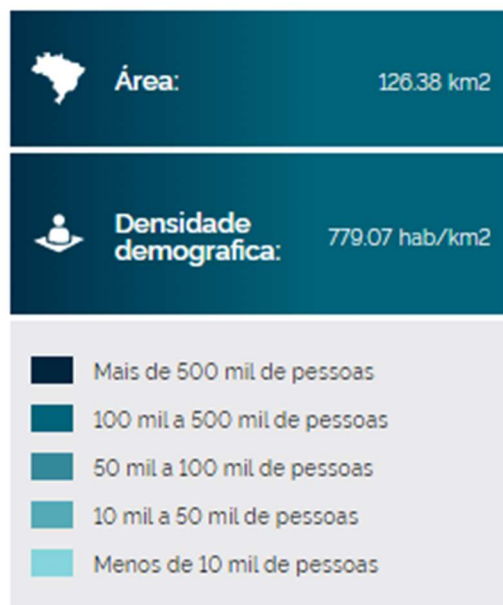 Área: 126.38 km2
Densidade
demografica: 779.07 hab/km2
Mais de 500 mil de pessoas
100 mil a 500 mil de pessoas
50 mil a 100 mil de pessoas
10 mil a 50 mil de pessoas
Menos de 10 mil de pessoas